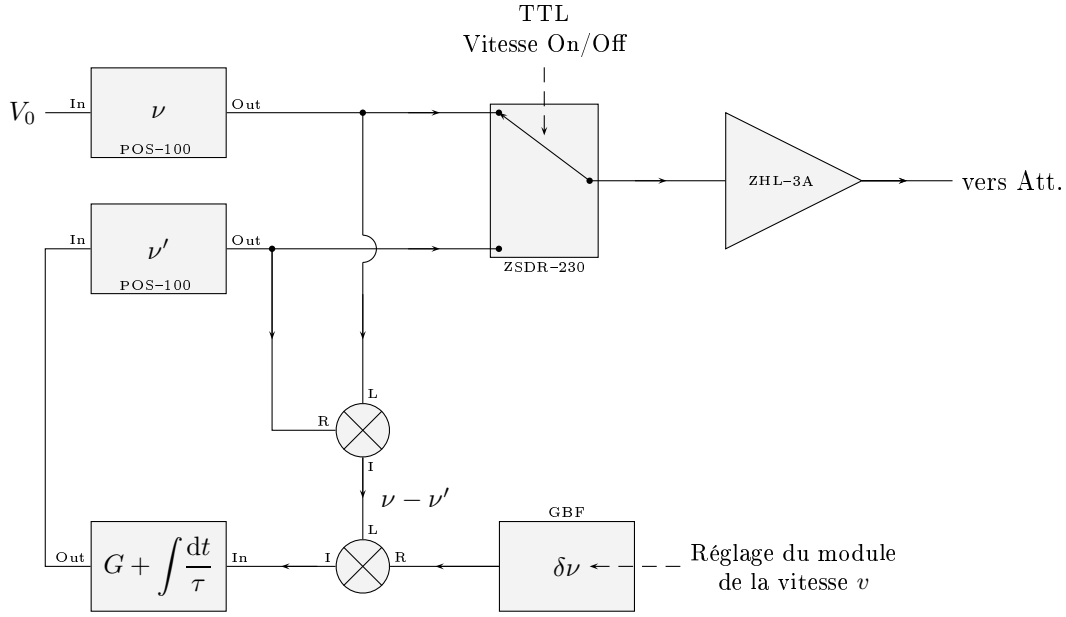 TTL
Vitesse On/Off
V₀
In
ν
Out
POS–100
ZHL–3A
vers Att.
In
ν′
Out
POS–100
ZSDR–230
L
R
I
ν − ν′
GBF
L
Out
G + ∫ dt/τ
In
I
R
δν
Réglage du module
de la vitesse v